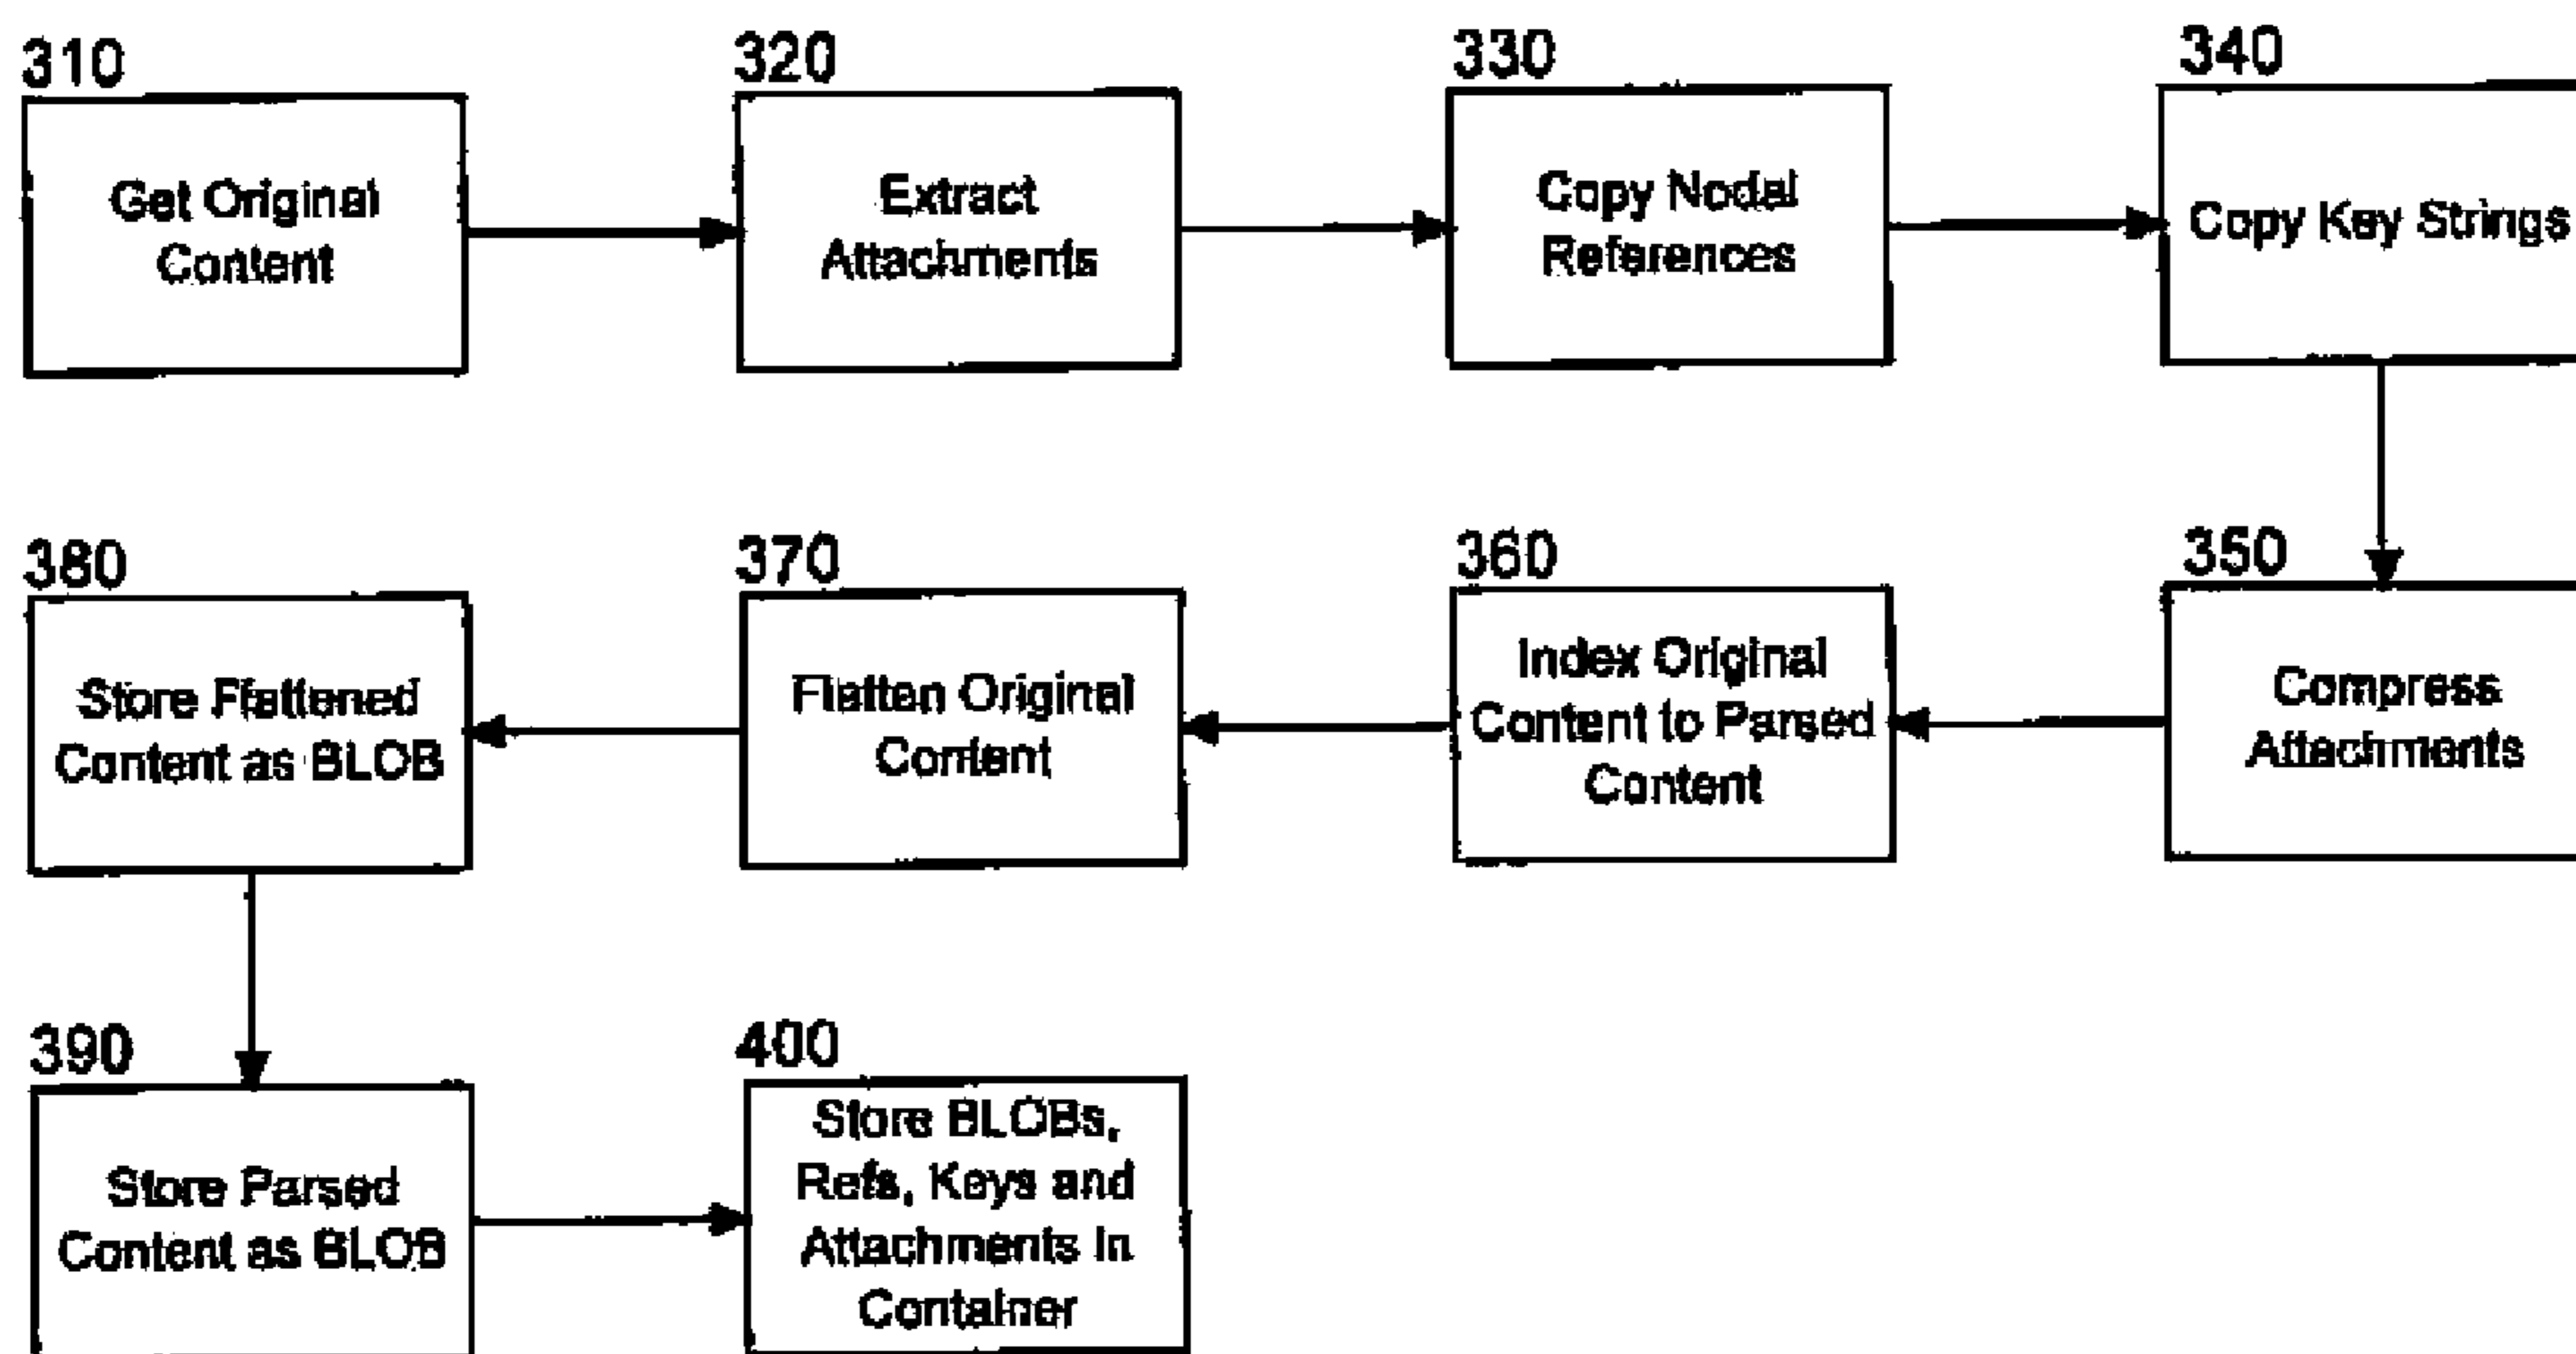 310
Get Original
Content
320
Extract
Attachments
330
Copy Nodal
References
340
Copy Key Strings
350
Compress
Attachments
360
Index Original
Content to Parsed
Content
370
Flatten Original
Content
380
Store Flattened
Content as BLOB
390
Store Parsed
Content as BLOB
400
Store BLOBs,
Refs, Keys and
Attachments in
Container